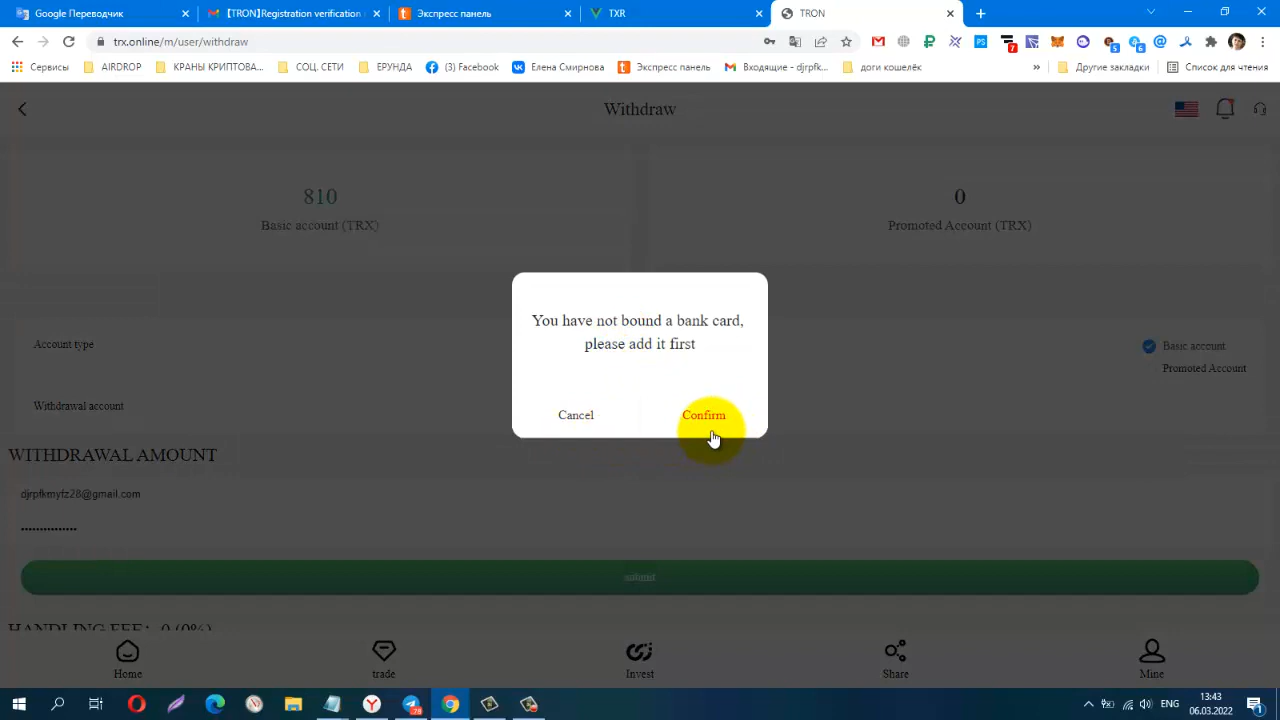 Google Переводчик
【TRON】Registration verification
Экспресс панель
TXR
TRON
trx.online/m/user/withdraw
7
5
6
Сервисы
AIRDROP
КРАНЫ КРИПТОВА...
СОЦ. СЕТИ
ЕРУНДА
(3) Facebook
Елена Смирнова
Экспресс панель
Входящие - djrpfk...
доги кошелёк
»
Другие закладки
Список для чтения
Withdraw
810
Basic account (TRX)
0
Promoted Account (TRX)
You have not bound a bank card,
please add it first
Cancel
Confirm
Account type
Basic account
Promoted Account
Withdrawal account
WITHDRAWAL AMOUNT
djrpfkmyfz28@gmail.com
•••••••••••••••
submit
HANDLING FEE：0 (0%)
Home
trade
Invest
Share
Mine
ENG
13:43
06.03.2022
1